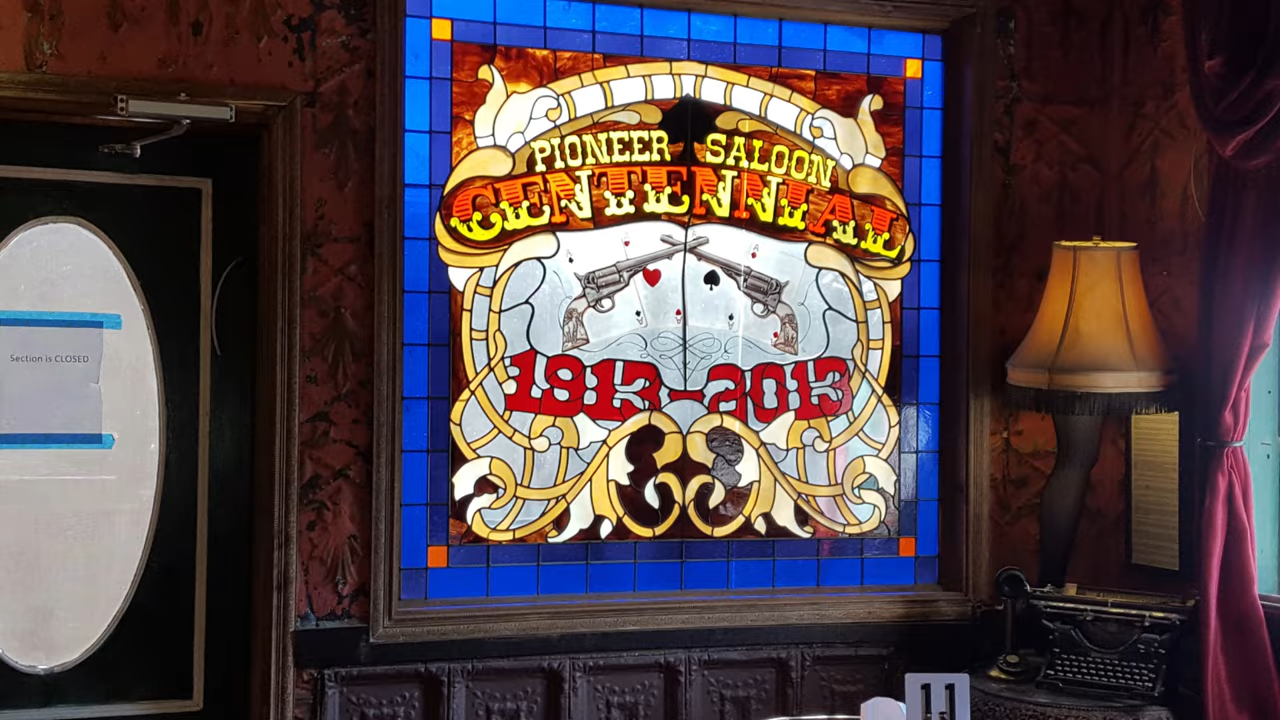 Section is CLOSED
PIONEER SALOON
CENTENNIAL
1913-2013